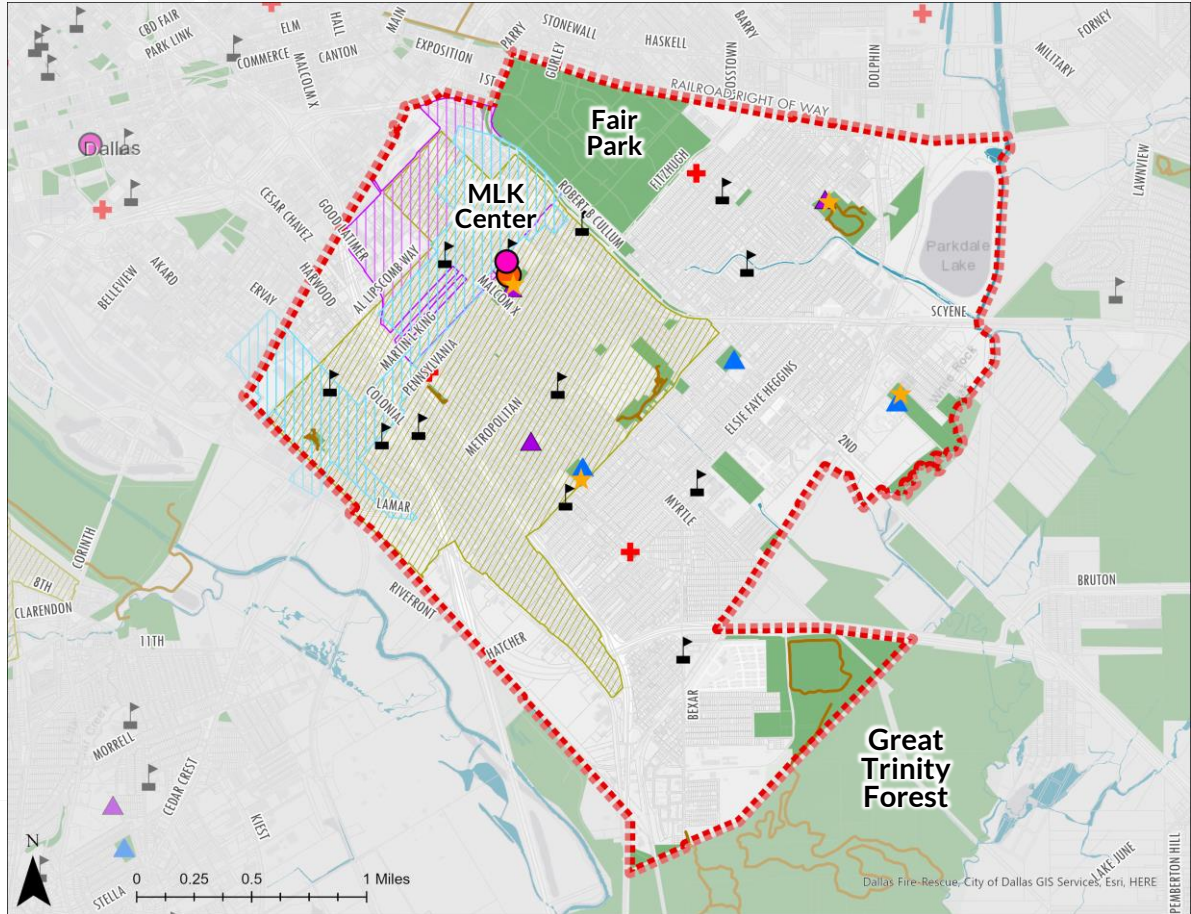 CBD FAIR
PARK LINK
ELM
HALL
MAIN
COMMERCE
CANTON
MALCOLM X
EXPOSITION
1ST
PARRY
STONEWALL
GURLEY
HASKELL
BARRY
OSSTOWN
DOLPHIN
MILITARY
FORNEY
RAILROAD RIGHT OF WAY
Fair
Park
FITZHUGH
LAWNVIEW
Dallas
MLK
Center
ROBERT B CULLUM
CESAR CHAVEZ
GOOD LATIMER
HARWOOD
AL LIPSCOMB WAY
BELLEVIEW
AKARD
ERVAY
MALCOM X
MARTIN L KING
PENNSYLVANIA
COLONIAL
METROPOLITAN
Parkdale
Lake
SCYENE
ELSIE FAYE HEGGINS
2ND
MYRTLE
LAMAR
CORINTH
8TH
CLARENDON
11TH
RIVERFRONT
HATCHER
BEXAR
BRUTON
Great
Trinity
Forest
MORRELL
CEDAR CREST
KIEST
STELLA
LAKE JUNE
PEMBERTON HILL
N
0 0.25 0.5 1 Miles
Dallas Fire-Rescue, City of Dallas GIS Services, Esri, HERE